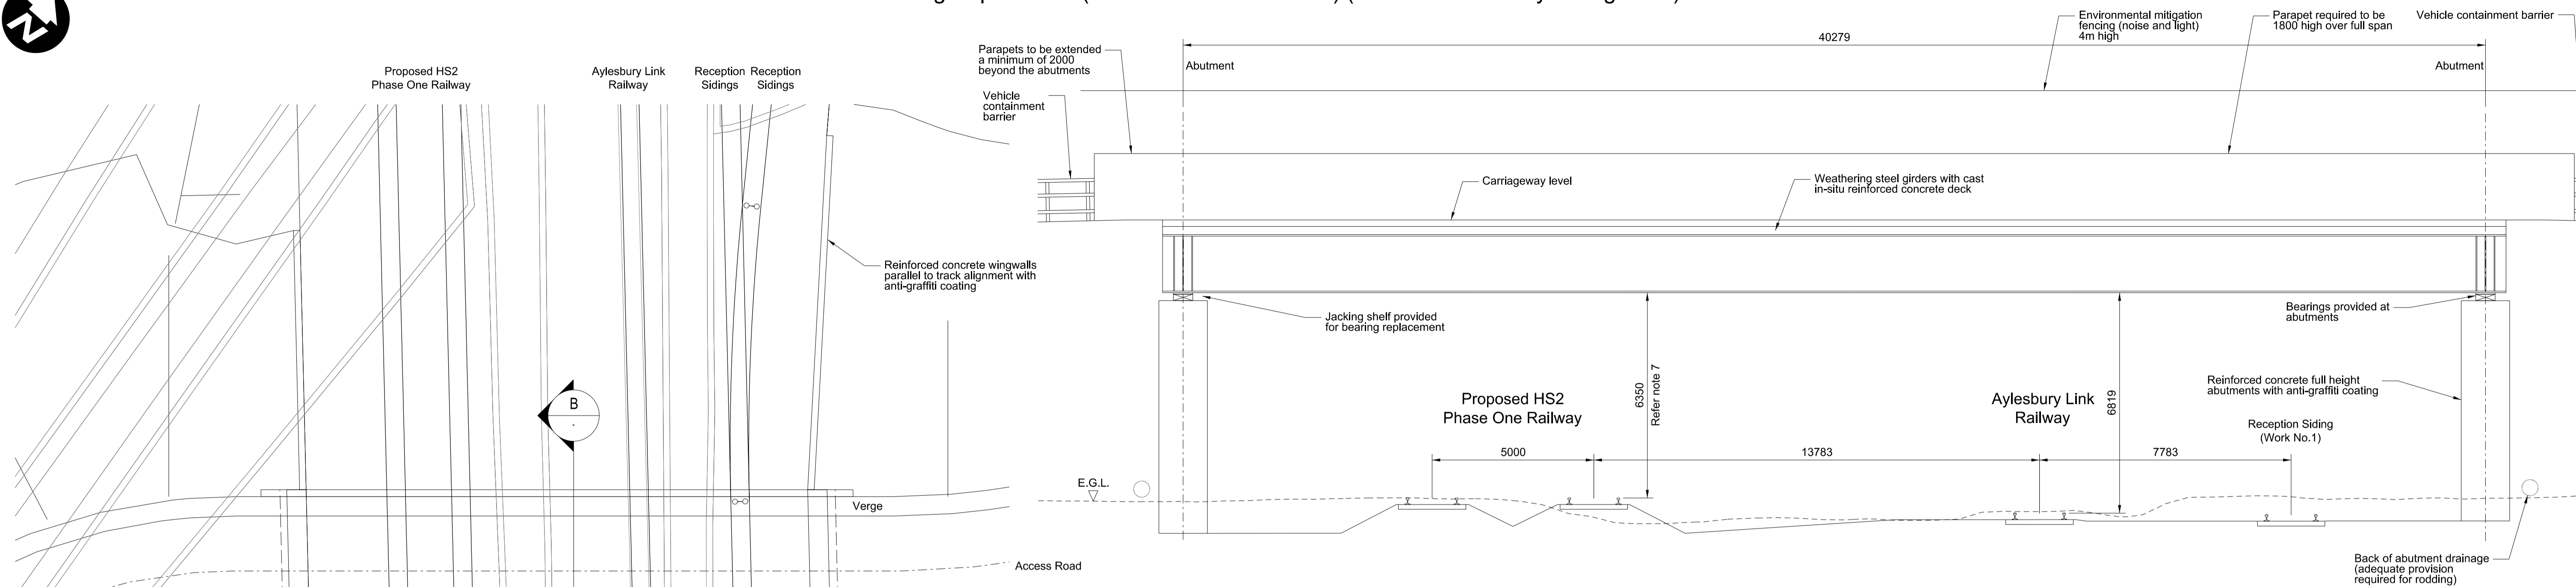 N
Proposed HS2
Phase One Railway
Aylesbury Link
Railway
Reception
Sidings
Reception
Sidings
Reinforced concrete wingwalls
parallel to track alignment with
anti-graffiti coating
B
Verge
Access Road
Parapets to be extended
a minimum of 2000
beyond the abutments
Vehicle
containment
barrier
Abutment
40279
Environmental mitigation
fencing (noise and light)
4m high
Parapet required to be
1800 high over full span
Vehicle containment barrier
Abutment
Carriageway level
Weathering steel girders with cast
in-situ reinforced concrete deck
Jacking shelf provided
for bearing replacement
Bearings provided at
abutments
6350
Refer note 7
Proposed HS2
Phase One Railway
Aylesbury Link
Railway
6819
Reinforced concrete full height
abutments with anti-graffiti coating
Reception Siding
(Work No.1)
5000
13783
7783
E.G.L.
Back of abutment drainage
(adequate provision
required for rodding)